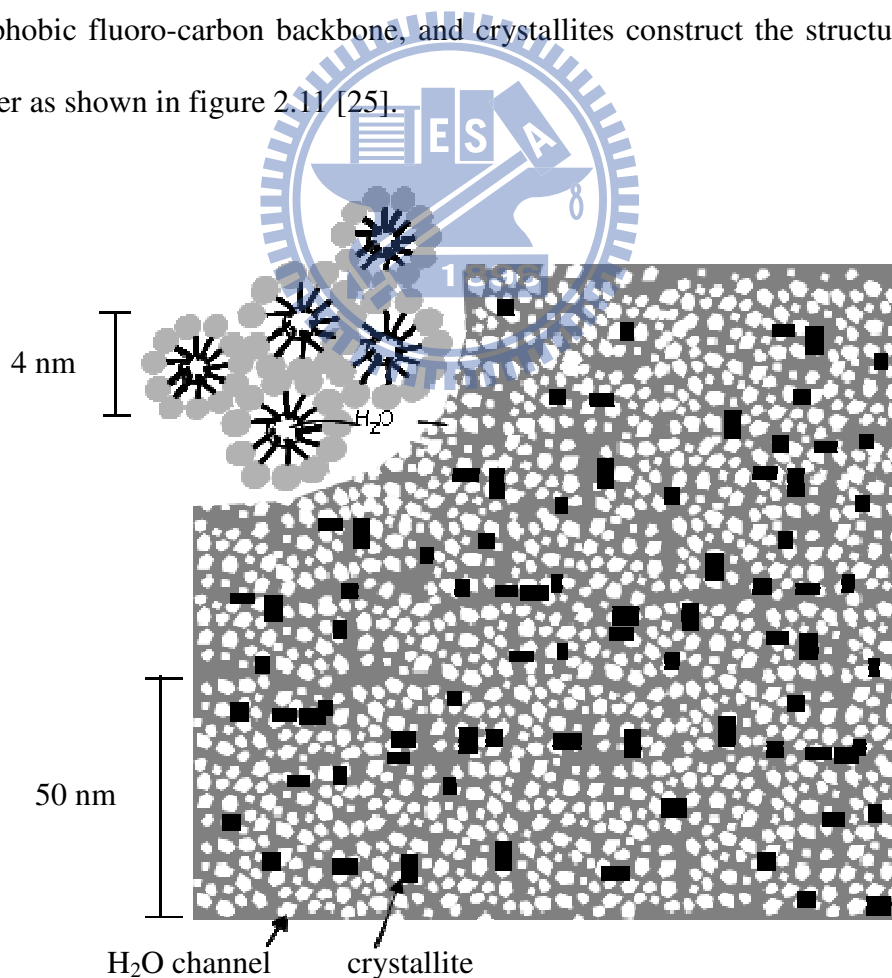 phobic fluoro-carbon backbone, and crystallites construct the structu
er as shown in figure 2.11 [25].
E S A
1896
4 nm
H2O
50 nm
H2O channel crystallite